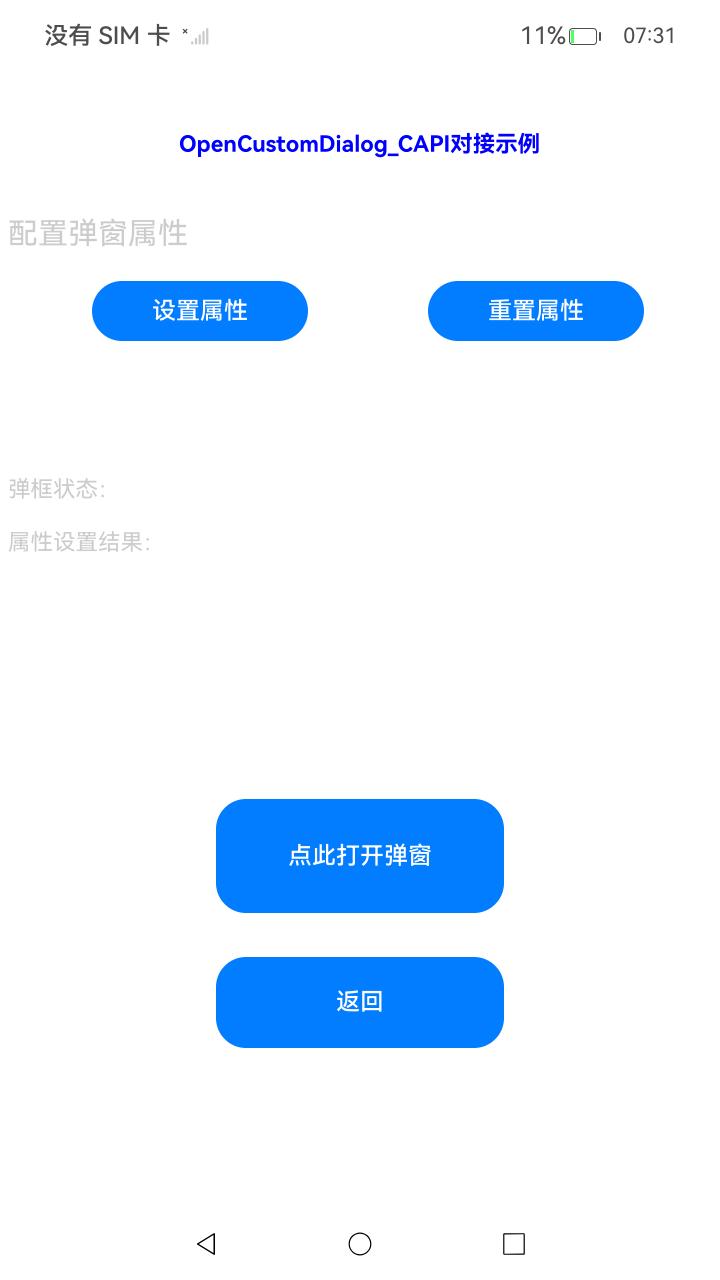 没有 SIM 卡
11%
07:31
OpenCustomDialog_CAPI对接示例
配置弹窗属性
设置属性
重置属性
弹框状态:
属性设置结果:
点此打开弹窗
返回